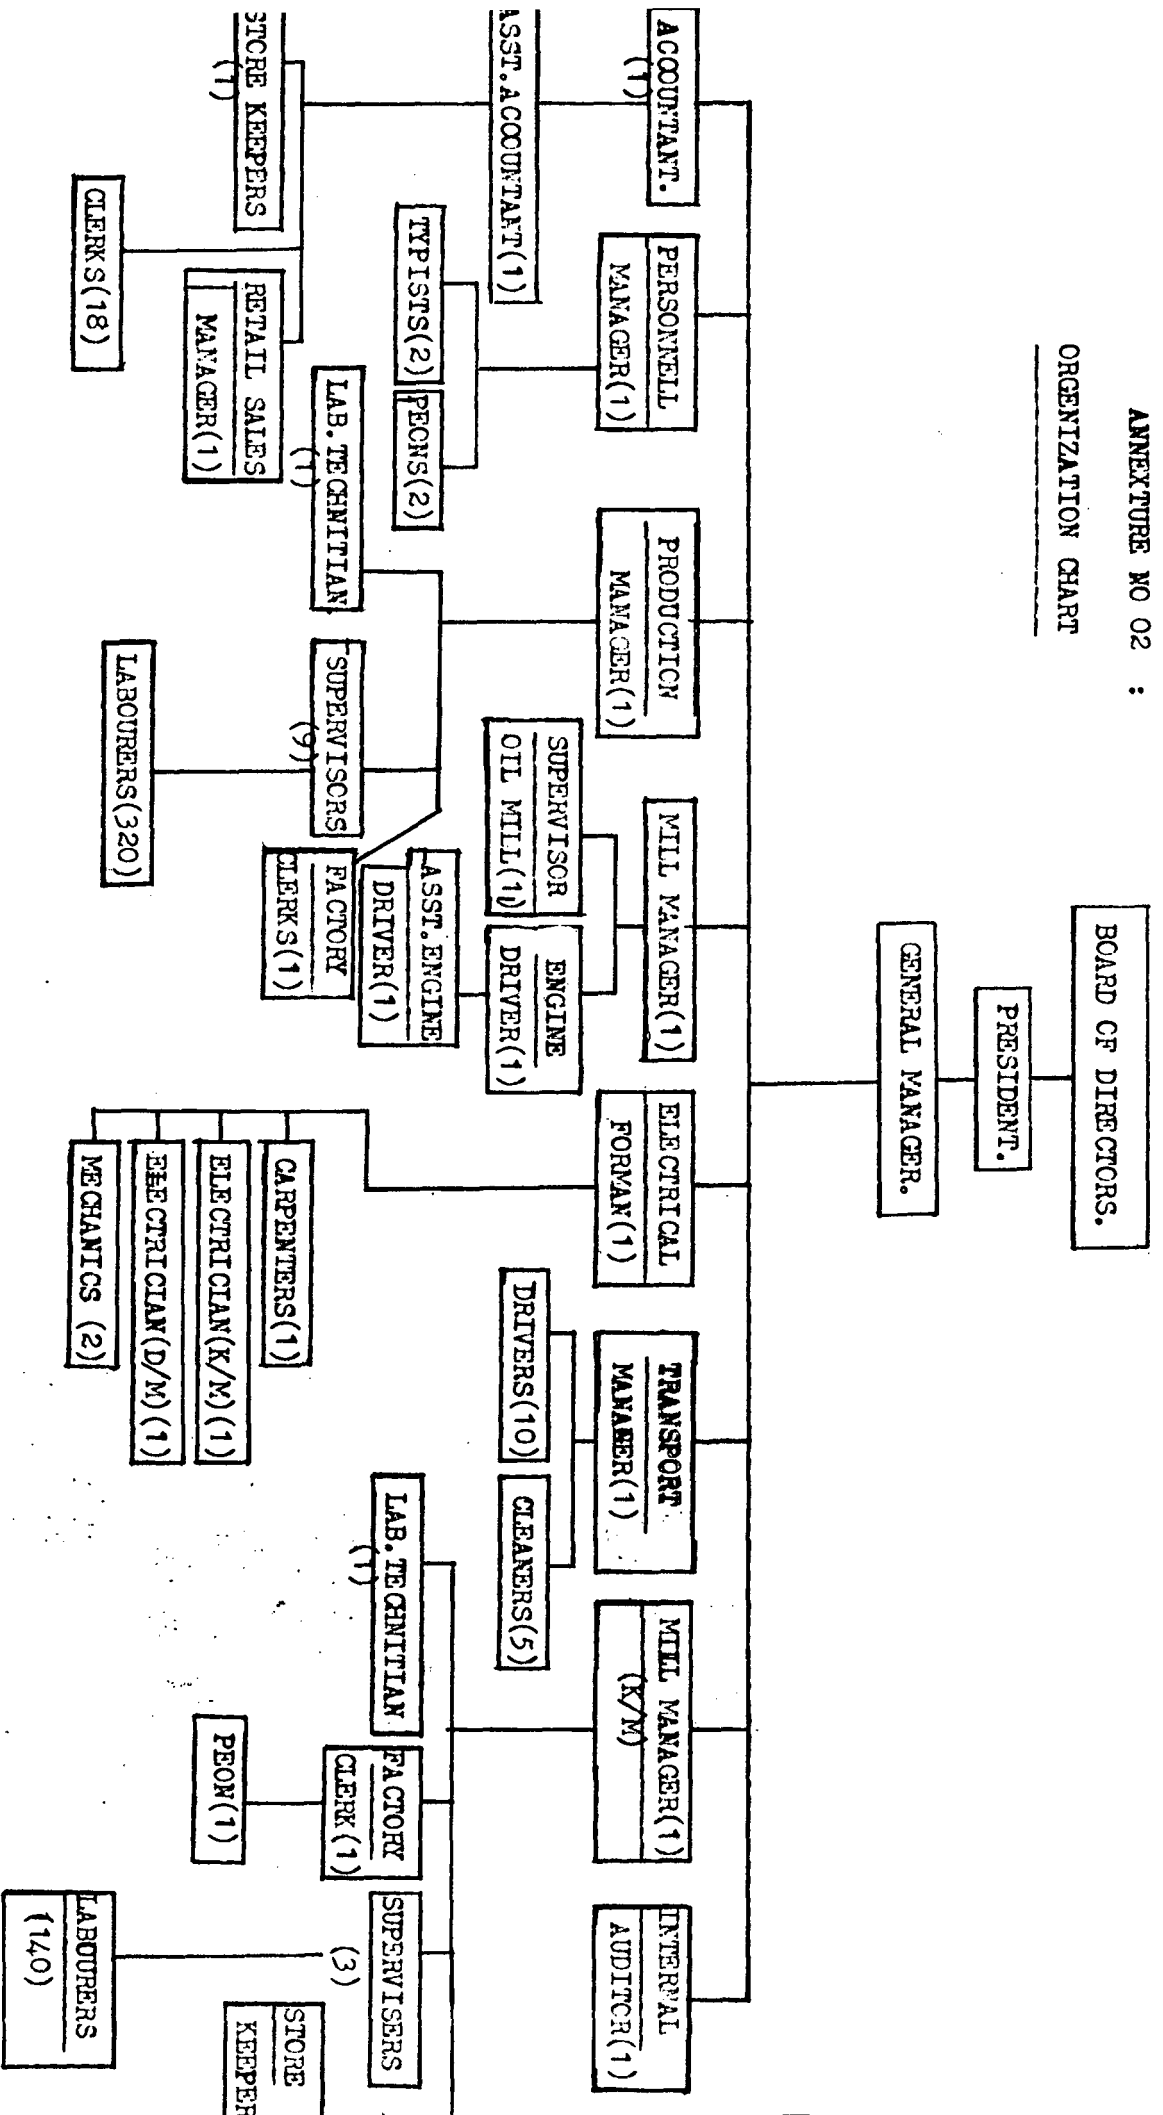 ANNEXTURE NO 02 :
ORGENIZATION CHART
BOARD OF DIRECTORS.
PRESIDENT.
GENERAL MANAGER.
ACCOUNTANT.
(1)
ASST.ACCOUNTANT(1)
STORE KEEPERS
(1)
RETAIL SALES
MANAGER(1)
CLERKS(18)
PERSONNELL
MANAGER(1)
TYPISTS(2)
PEONS(2)
PRODUCTION
MANAGER(1)
LAB.TECHNITIAN
(1)
SUPERVISORS
(9)
LABOURERS(320)
FACTORY
CLERKS(1)
MILL MANAGER(1)
SUPERVISOR
OIL MILL(1)
ENGINE
DRIVER(1)
ASST.ENGINE
DRIVER(1)
ELECTRICAL
FORMAN(1)
CARPENTERS(1)
ELECTRICIAN(K/M)(1)
ELECTRICIAN(D/M)(1)
MECHANICS (2)
TRANSPORT
MANAGER(1)
DRIVERS(10)
CLEANERS(5)
MILL MANAGER(1)
(K/M)
LAB.TECHNITIAN
(1)
FACTORY
CLERK(1)
PEON(1)
SUPERVISERS
(3)
LABOURERS
(140)
STORE
KEEPER
INTERNAL
AUDITOR(1)